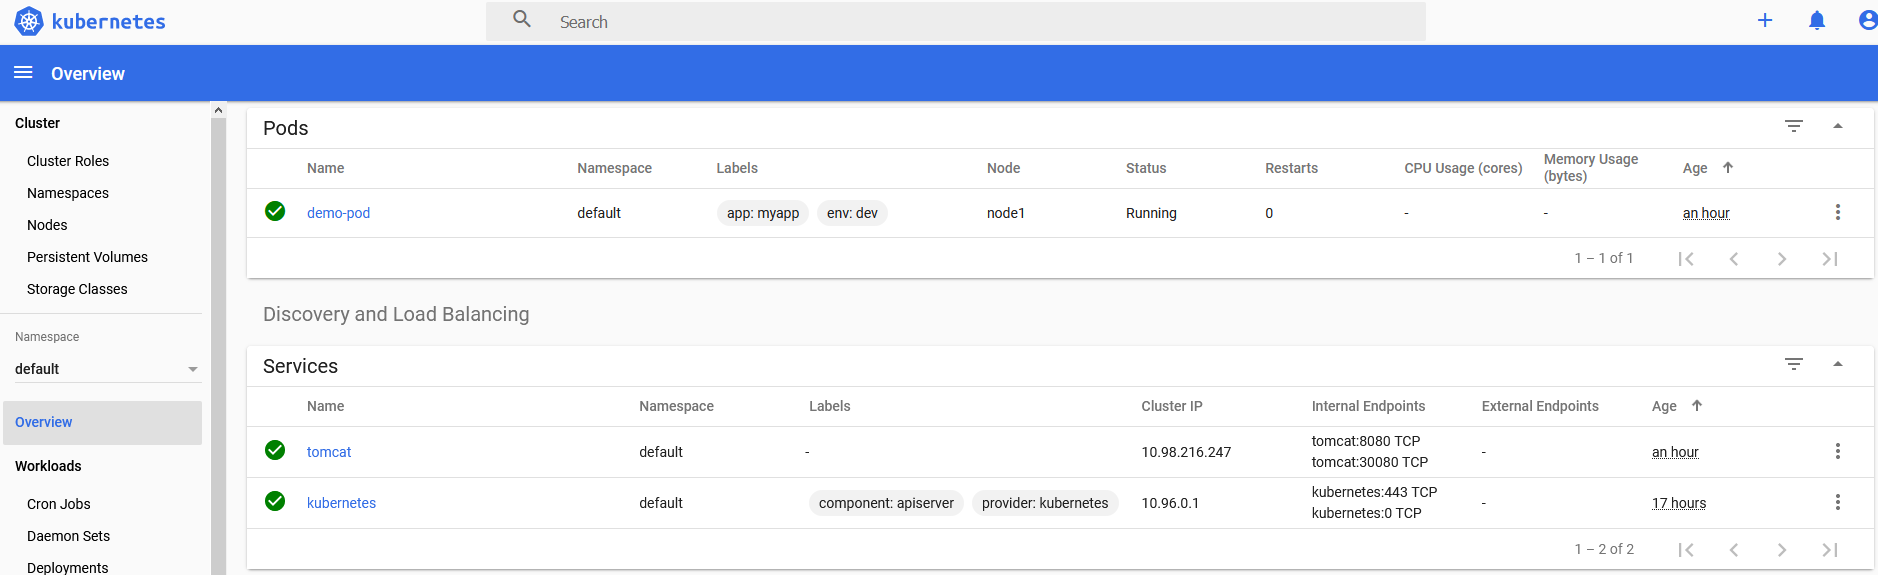 kubernetes
Search
Overview
Cluster
Cluster Roles
Namespaces
Nodes
Persistent Volumes
Storage Classes
Namespace
default
Overview
Workloads
Cron Jobs
Daemon Sets
Deployments
Pods
Name Namespace Labels Node Status Restarts CPU Usage (cores) Memory Usage (bytes) Age
demo-pod default app: myapp env: dev node1 Running 0 - - an hour
1 – 1 of 1
Discovery and Load Balancing
Services
Name Namespace Labels Cluster IP Internal Endpoints External Endpoints Age
tomcat default - 10.98.216.247 tomcat:8080 TCP tomcat:30080 TCP - an hour
kubernetes default component: apiserver provider: kubernetes 10.96.0.1 kubernetes:443 TCP kubernetes:0 TCP - 17 hours
1 – 2 of 2